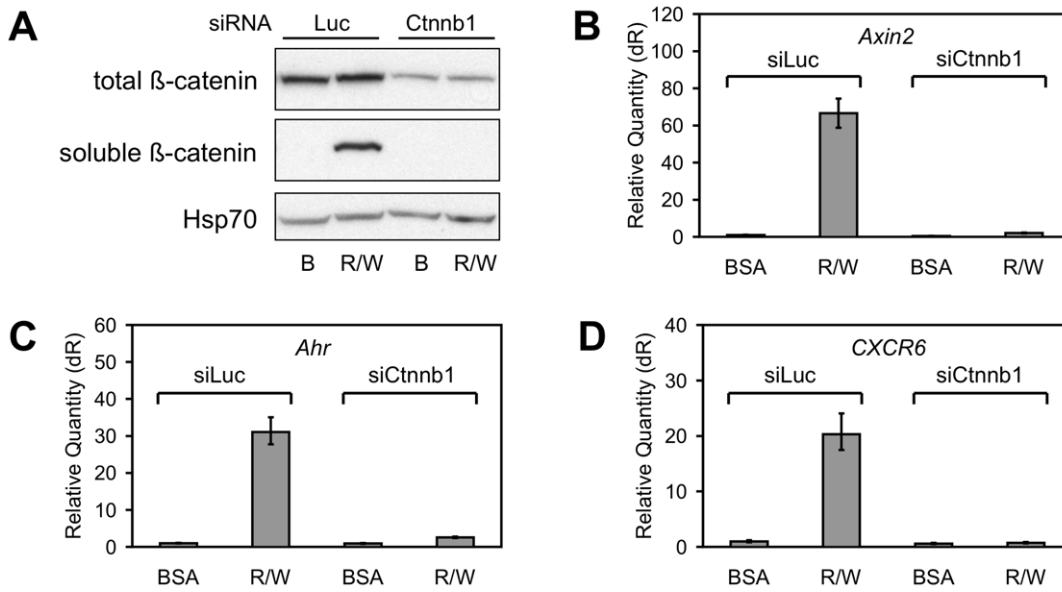 A
siRNA Luc Ctnnb1
total ß-catenin
soluble ß-catenin
Hsp70
B R/W B R/W
B
Relative Quantity (dR)
120
100
80
60
40
20
0
Axin2
siLuc siCtnnb1
BSA R/W BSA R/W
C
Relative Quantity (dR)
60
50
40
30
20
10
0
Ahr
siLuc siCtnnb1
BSA R/W BSA R/W
D
Relative Quantity (dR)
40
30
20
10
0
CXCR6
siLuc siCtnnb1
BSA R/W BSA R/W